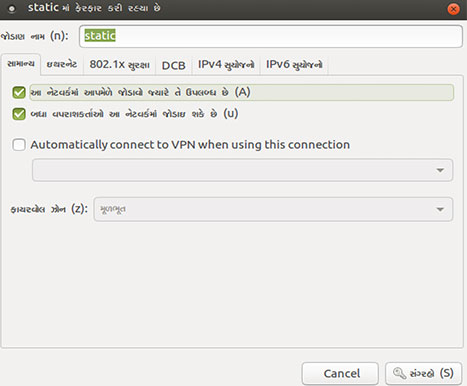 static માં ફેરફાર કરી રહ્યા છે
જોડાણ નામ (n): static
સામાન્ય ઇથરનેટ 802.1x સુરક્ષા DCB IPv4 સુયોજનો IPv6 સુયોજનો
આ નેટવર્કમાં આપમેળે જોડાવો જ્યારે તે ઉપલબ્ધ છે (A)
બધા વપરાશકર્તાઓ આ નેટવર્કમાં જોડાઇ શકે છે (u)
Automatically connect to VPN when using this connection
ફાયરવોલ ઝોન (z): મૂળભૂત
Cancel સંગ્રહો (S)